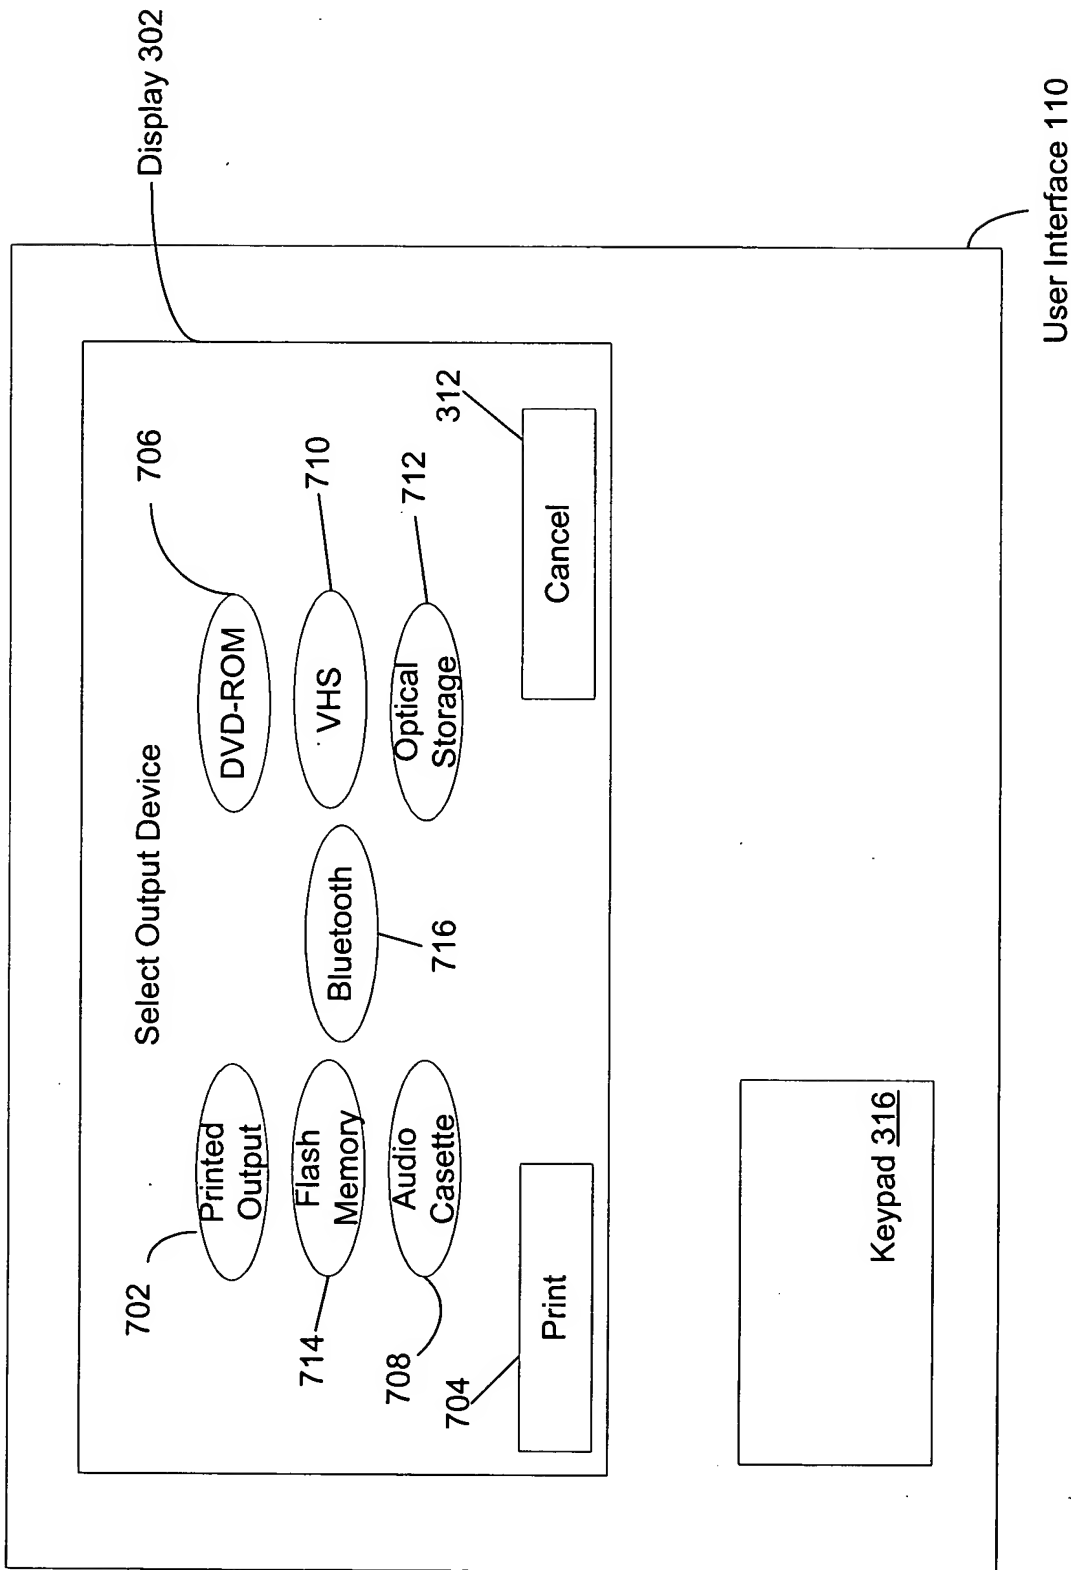 Display 302
Select Output Device
706
702
Printed
Output
DVD-ROM
710
714
Flash
Memory
Bluetooth
VHS
716
712
708
Audio
Casette
Optical
Storage
312
704
Print
Cancel
Keypad 316
User Interface 110